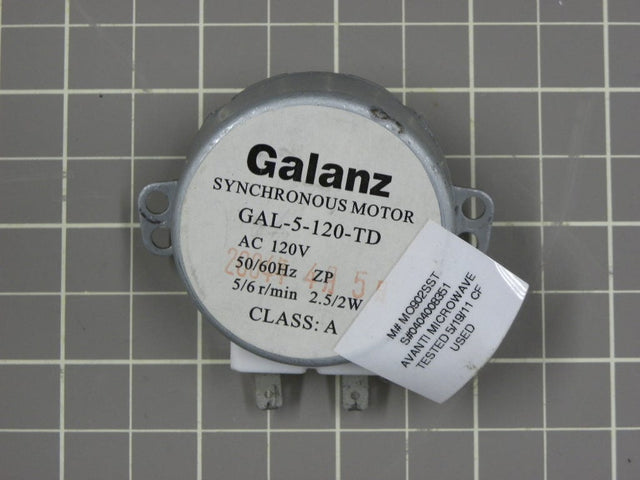 Galanz
SYNCHRONOUS MOTOR
GAL-5-120-TD
AC 120V
50/60Hz ZP
5/6 r/min 2.5/2W
CLASS: A
M# MO902SST
S#0404008351
AVANTI MICROWAVE
TESTED 5/19/11 CF
USED